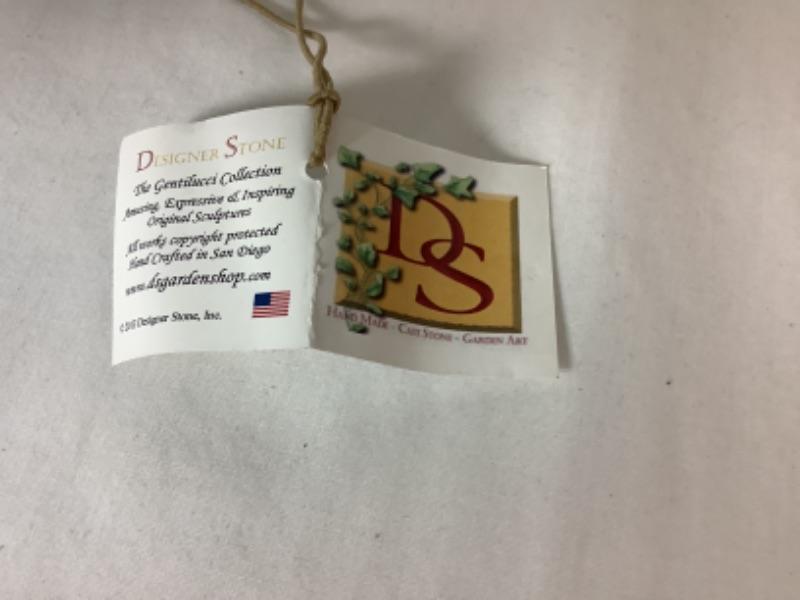 DESIGNER STONE
The Gentilucci Collection
Amazing, Expressive & Inspiring
Original Sculptures
All works copyright protected
Hand Crafted in San Diego
www.dsgardenshop.com
Designer Stone, Inc.
DS
HAND MADE - CAST STONE - GARDEN ART